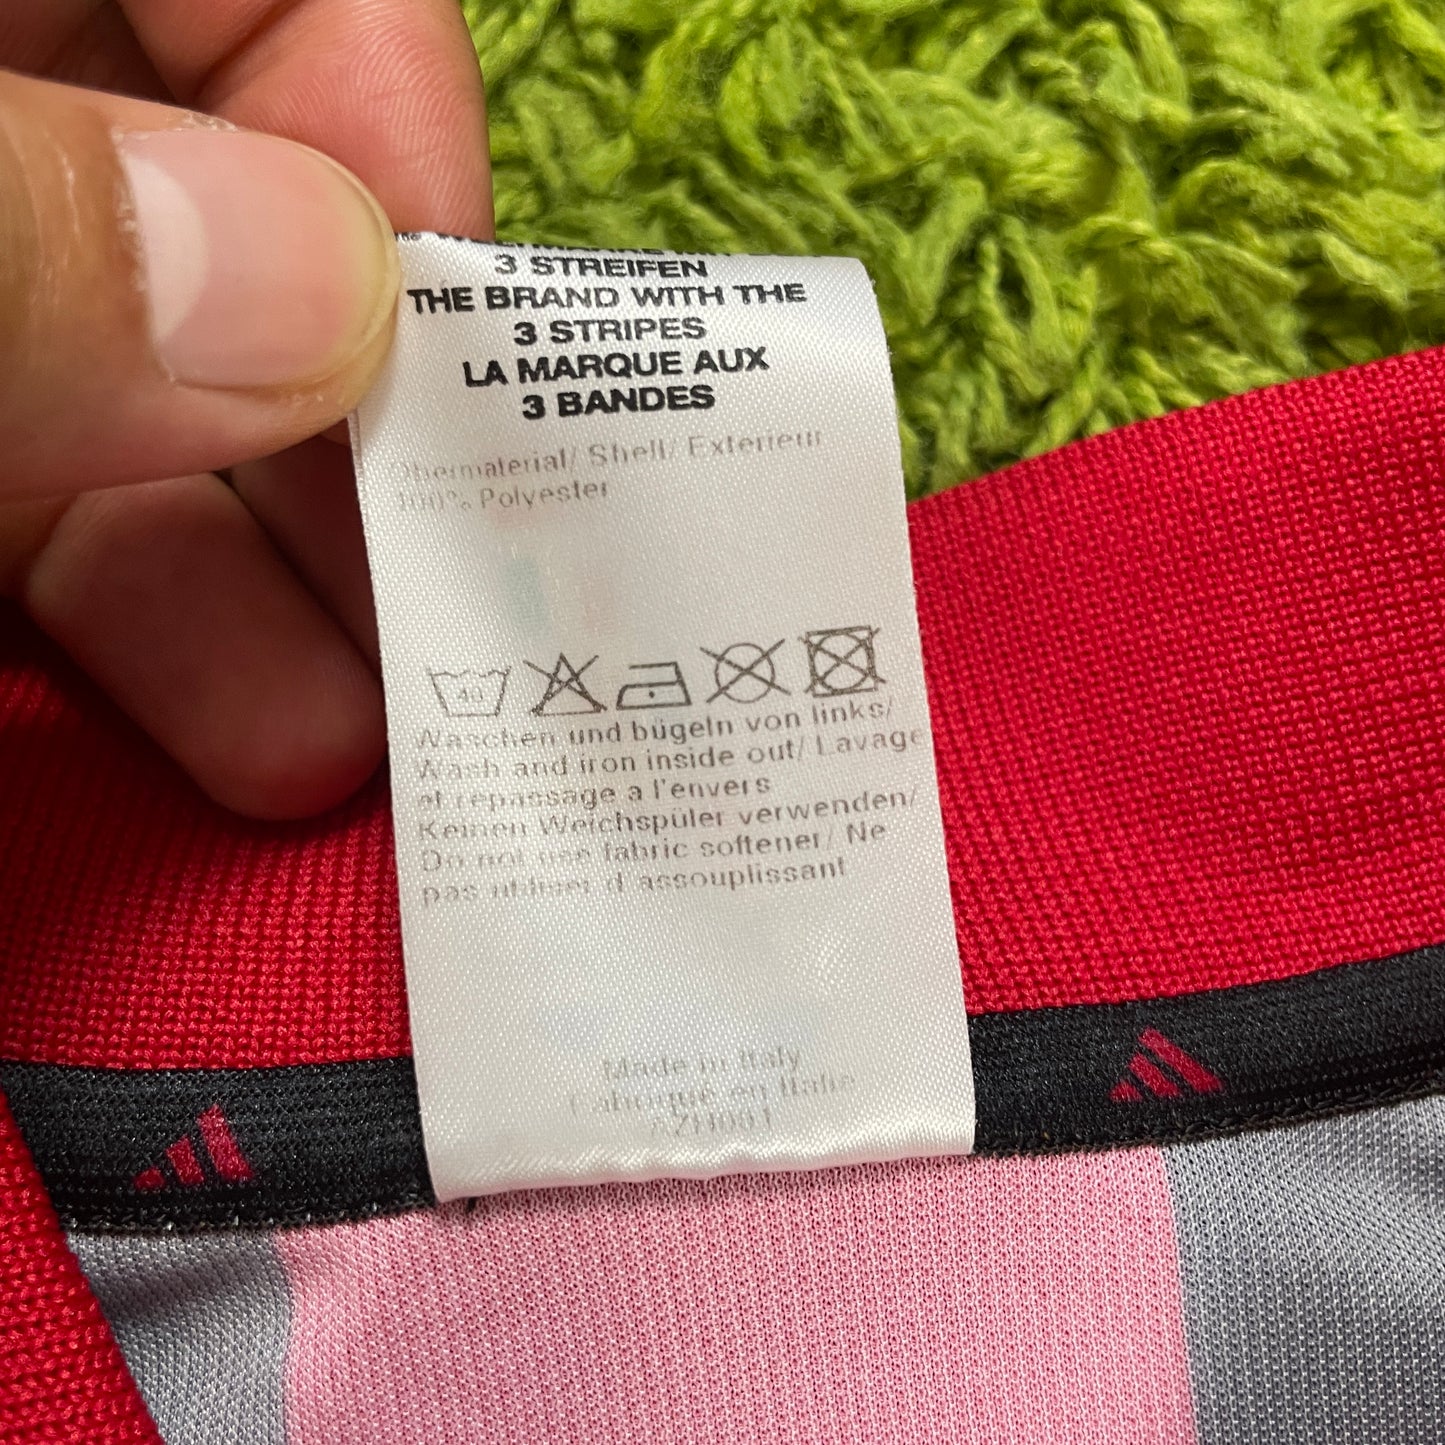 3 STREIFEN
THE BRAND WITH THE
3 STRIPES
LA MARQUE AUX
3 BANDES
Obermaterial/ Shell/ Exterieur
100% Polyester
40
Waschen und bügeln von links/
Wash and iron inside out/ Lavage
et repassage a l'envers
Keinen Weichspüler verwenden/
Do not use fabric softener/ Ne
pas utiliser d'assouplissant
Made in Italy
Fabriqué en Italie